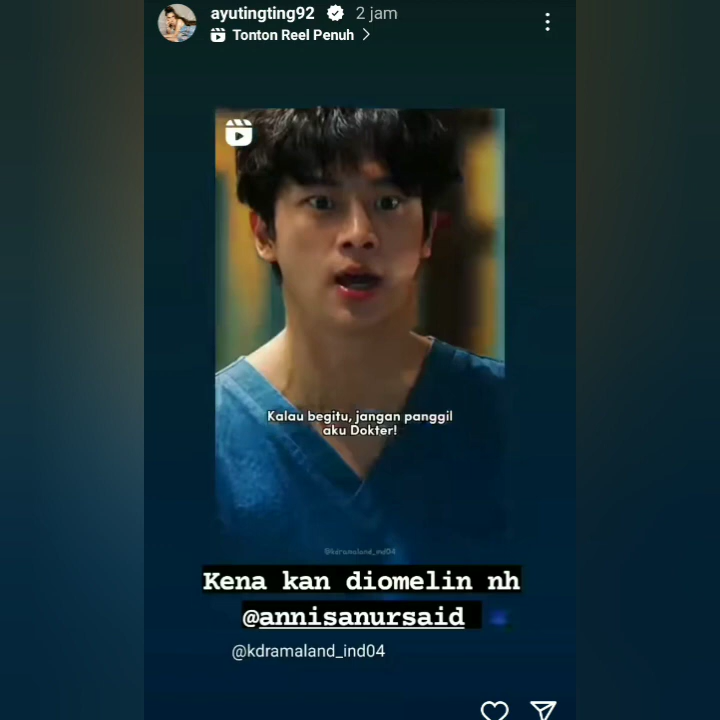 ayutingting92 2 jam
Tonton Reel Penuh
Kalau begitu, jangan panggil
aku Dokter!
@kdramaland_ind04
Kena kan diomelin nh
@annisanursaid
@kdramaland_ind04